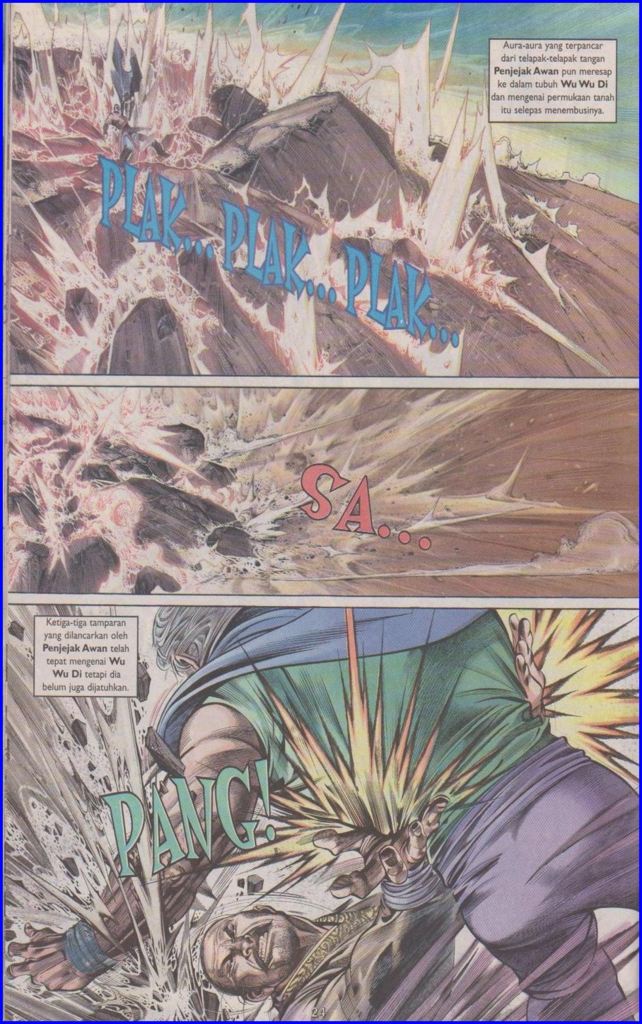 Aura-aura yang terpancar
dari telapak-telapak tangan
Penjejak Awan pun meresap
ke dalam tubuh Wu Wu Di
dan mengenai permukaan tanah
itu selepas menembusinya.
PLAK... PLAK... PLAK...
SA...
Ketiga-tiga tamparan
yang dilancarkan oleh
Penjejak Awan telah
tepat mengenai Wu
Wu Di tetapi dia
belum juga dijatuhkan.
PANG!
24